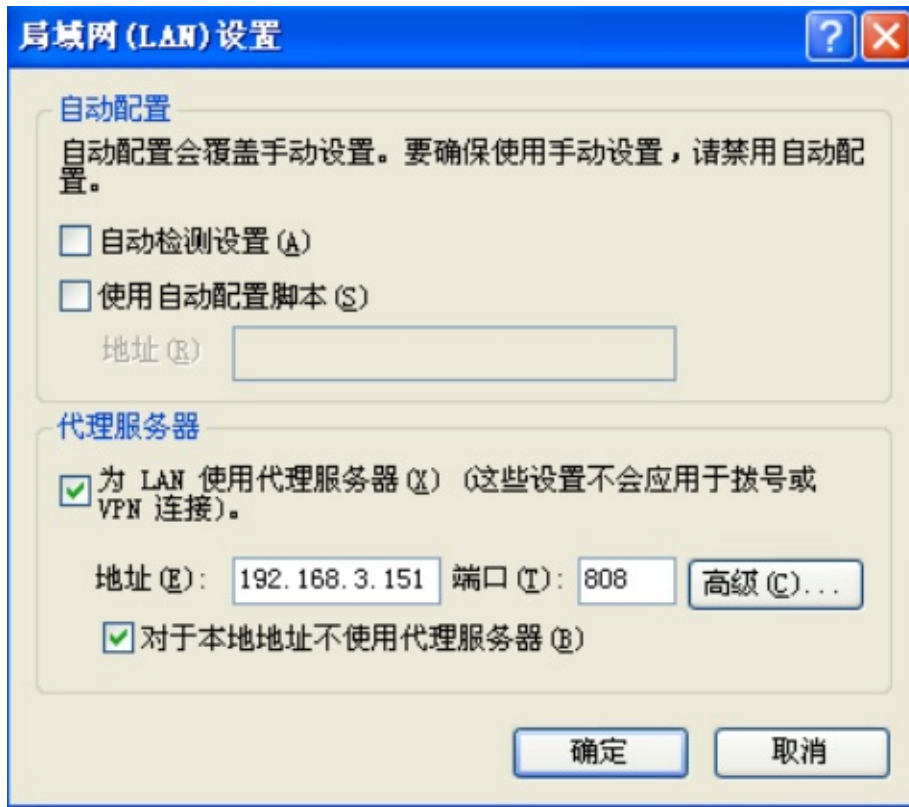 局域网(LAN)设置
自动配置
自动配置会覆盖手动设置。要确保使用手动设置，请禁用自动配
置。
自动检测设置(A)
使用自动配置脚本(S)
地址(R)
代理服务器
为 LAN 使用代理服务器(X) (这些设置不会应用于拨号或
VPN 连接)。
地址(E): 192.168.3.151 端口(T): 808 高级(C)...
对于本地地址不使用代理服务器(B)
确定 取消